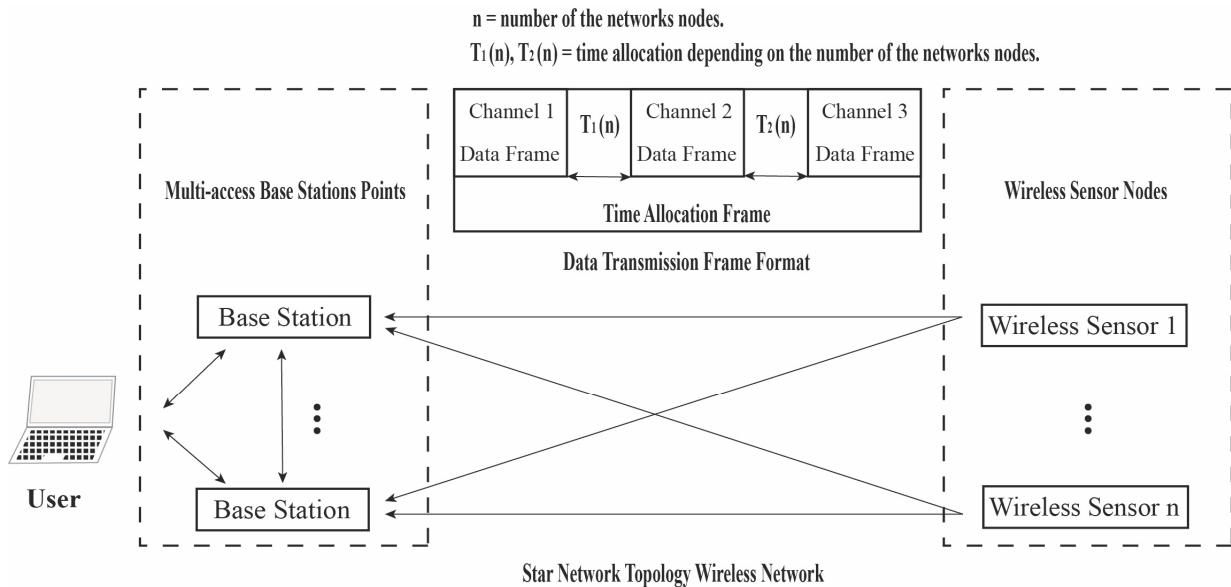 n = number of the networks nodes.
T₁(n), T₂(n) = time allocation depending on the number of the networks nodes.
Channel 1
Data Frame
T₁(n)
Channel 2
Data Frame
T₂(n)
Channel 3
Data Frame
Time Allocation Frame
Data Transmission Frame Format
Multi-access Base Stations Points
Wireless Sensor Nodes
Base Station
Wireless Sensor 1
User
Base Station
Wireless Sensor n
Star Network Topology Wireless Network